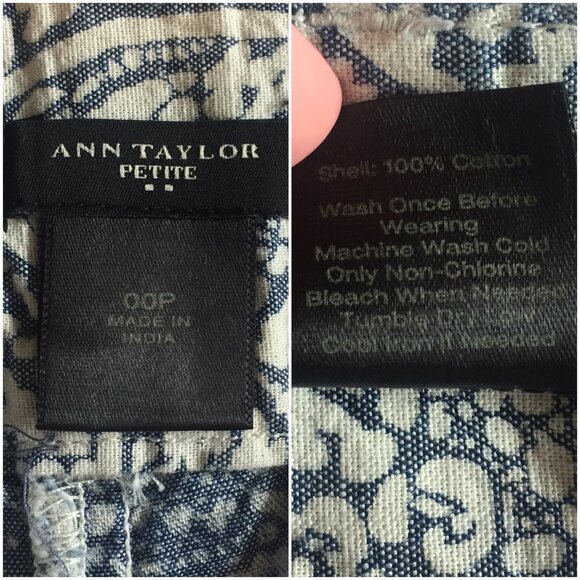 ANN TAYLOR
PETITE
00P
MADE IN
INDIA
Shell: 100% Cotton
Wash Once Before
Wearing
Machine Wash Cold
Only Non-Chlorine
Bleach When Needed
Tumble Dry Low
Cool Iron If Needed